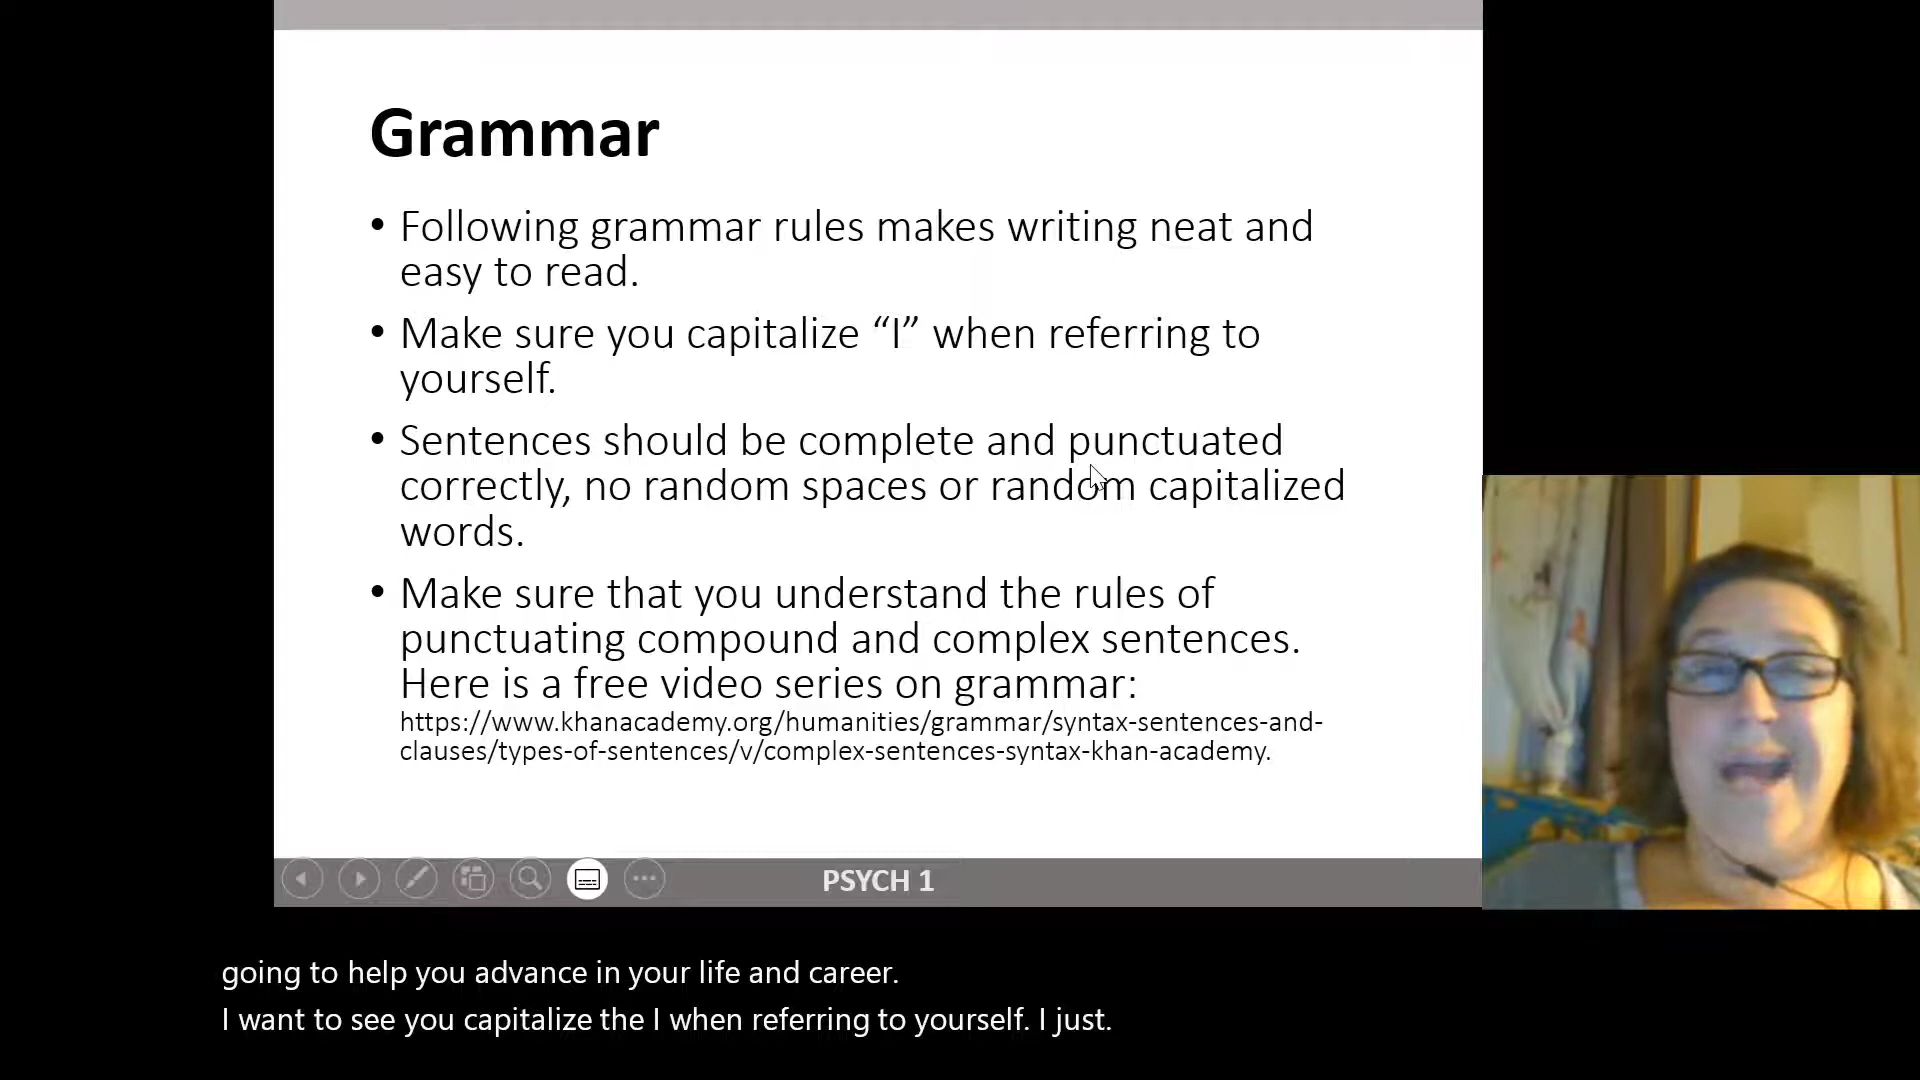 Grammar
• Following grammar rules makes writing neat and
easy to read.
• Make sure you capitalize “I” when referring to
yourself.
• Sentences should be complete and punctuated
correctly, no random spaces or random capitalized
words.
• Make sure that you understand the rules of
punctuating compound and complex sentences.
Here is a free video series on grammar:
https://www.khanacademy.org/humanities/grammar/syntax-sentences-and-
clauses/types-of-sentences/v/complex-sentences-syntax-khan-academy.
PSYCH 1
going to help you advance in your life and career.
I want to see you capitalize the I when referring to yourself. I just.